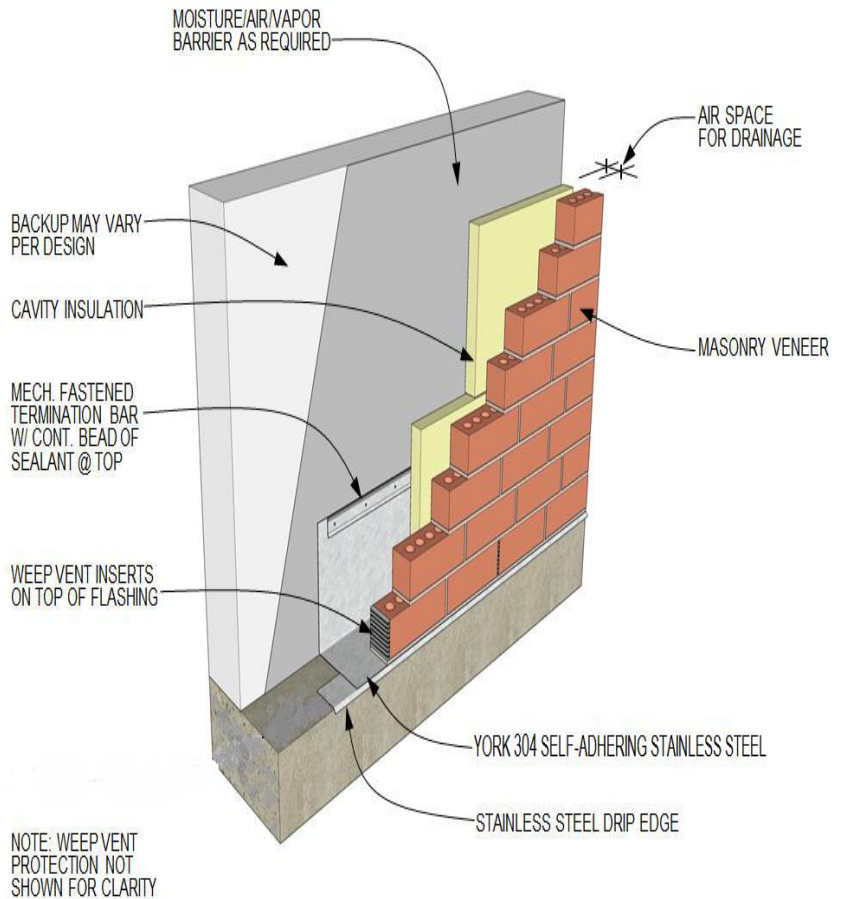 MOISTURE/AIR/VAPOR
BARRIER AS REQUIRED
AIR SPACE
FOR DRAINAGE
BACKUP MAY VARY
PER DESIGN
CAVITY INSULATION
MASONRY VENEER
MECH. FASTENED
TERMINATION BAR
W/ CONT. BEAD OF
SEALANT @ TOP
WEEP VENT INSERTS
ON TOP OF FLASHING
YORK 304 SELF-ADHERING STAINLESS STEEL
STAINLESS STEEL DRIP EDGE
NOTE: WEEP VENT
PROTECTION NOT
SHOWN FOR CLARITY